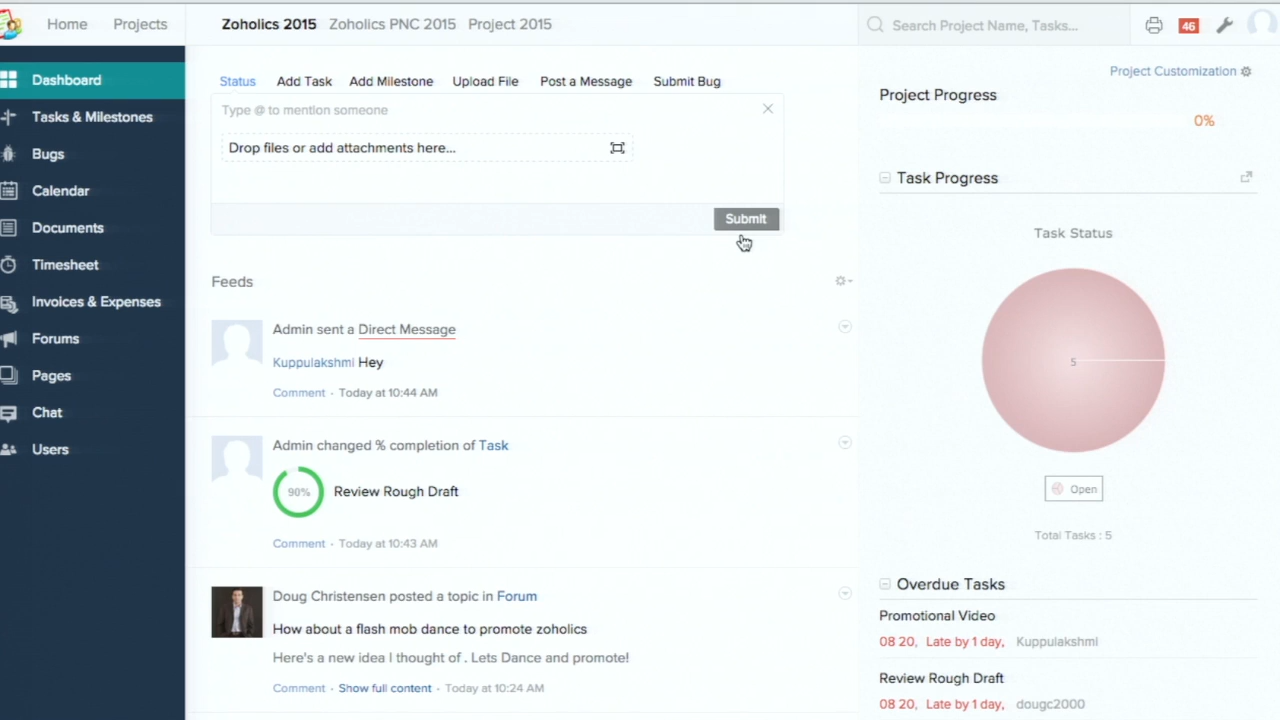 Home Projects Zoholics 2015 Zoholics PNC 2015 Project 2015 Search Project Name, Tasks... 46
Dashboard
Tasks & Milestones
Bugs
Calendar
Documents
Timesheet
Invoices & Expenses
Forums
Pages
Chat
Users
Status Add Task Add Milestone Upload File Post a Message Submit Bug
Type @ to mention someone
Drop files or add attachments here...
Submit
Feeds
Admin sent a Direct Message
Kuppulakshmi Hey
Comment · Today at 10:44 AM
Admin changed % completion of Task
90% Review Rough Draft
Comment · Today at 10:43 AM
Doug Christensen posted a topic in Forum
How about a flash mob dance to promote zoholics
Here's a new idea I thought of . Lets Dance and promote!
Comment · Show full content · Today at 10:24 AM
Project Customization
Project Progress
0%
Task Progress
Task Status
5
Open
Total Tasks : 5
Overdue Tasks
Promotional Video
08 20, Late by 1 day, Kuppulakshmi
Review Rough Draft
08 20, Late by 1 day, dougc2000